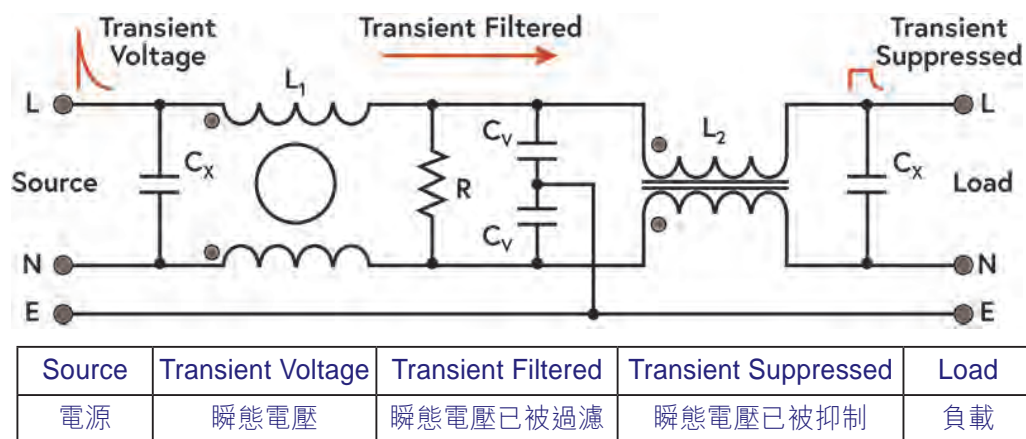 Transient Voltage
Transient Filtered
Transient Suppressed
L₁
L
L
Cᵥ
L₂
Cₓ
Cₓ
Source
R
Load
Cᵥ
N
N
E
E
Source Transient Voltage Transient Filtered Transient Suppressed Load
電源 瞬態電壓 瞬態電壓已被過濾 瞬態電壓已被抑制 負載